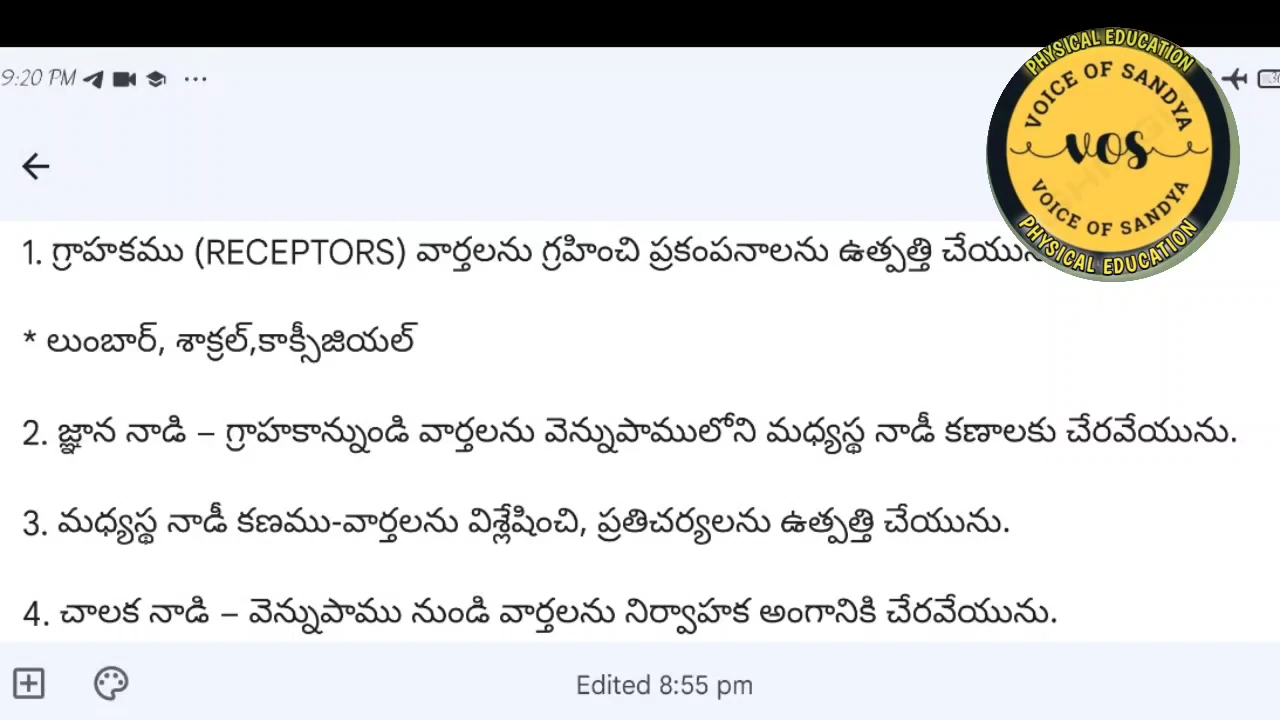 9:20 PM
PHYSICAL EDUCATION
VOICE OF SANDYA
vos
VOICE OF SANDYA
PHYSICAL EDUCATION
1. గ్రాహకము (RECEPTORS) వార్తలను గ్రహించి ప్రకంపనాలను ఉత్పత్తి
* లుంబార్, శాక్రల్,కాక్సీజియల్
2. జ్ఞాన నాడి – గ్రాహకాన్నుండి వార్తలను వెన్నుపాములోని మధ్యస్థ నాడీ కణాలకు చేరవేయును.
3. మధ్యస్థ నాడీ కణము-వార్తలను విశ్లేషించి, ప్రతిచర్యలను ఉత్పత్తి చేయును.
4. చాలక నాడి – వెన్నుపాము నుండి వార్తలను నిర్వాహక అంగానికి చేరవేయును.
Edited 8:55 pm